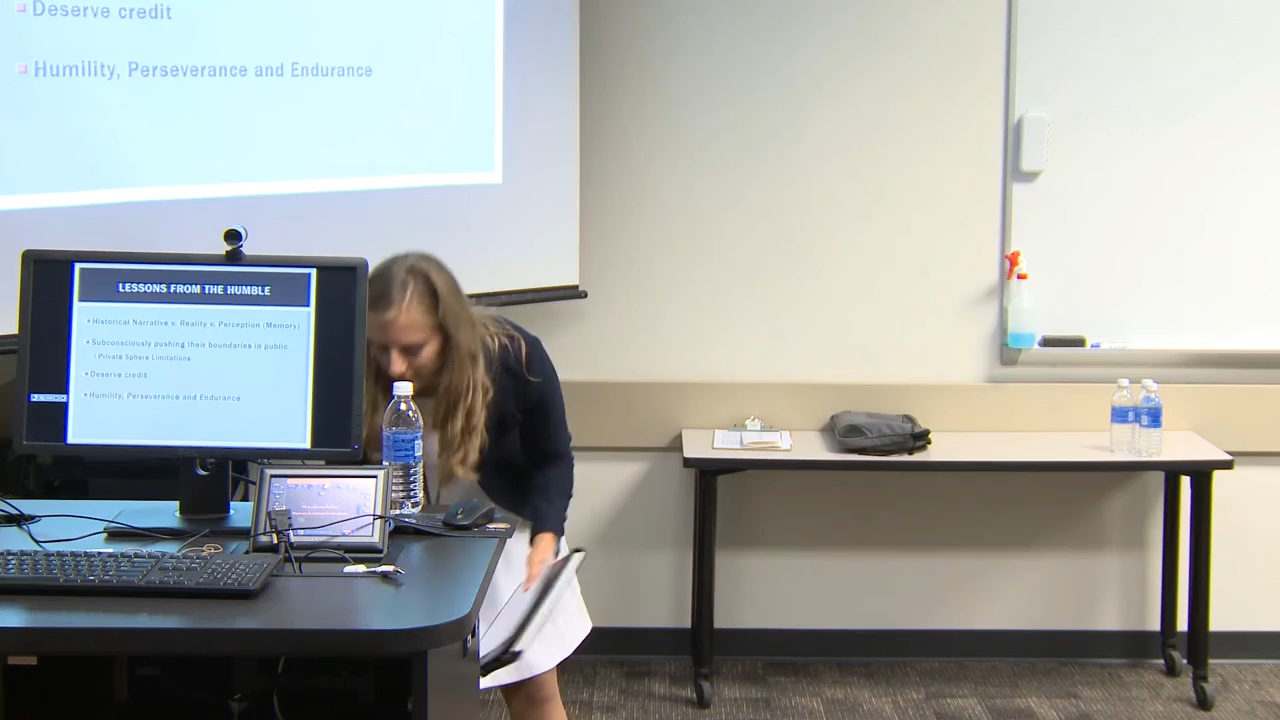 Deserve credit
Humility, Perseverance and Endurance
LESSONS FROM THE HUMBLE
Historical Narrative v. Reality v. Perception (Memory)
Subconsciously pushing their boundaries in public
Private Sphere Limitations
Deserve credit
Humility, Perseverance and Endurance